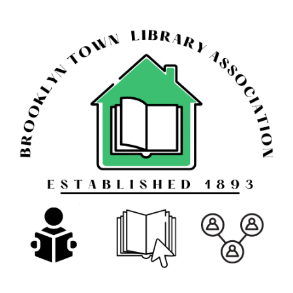 BROOKLYN TOWN LIBRARY ASSOCIATION
ESTABLISHED 1893